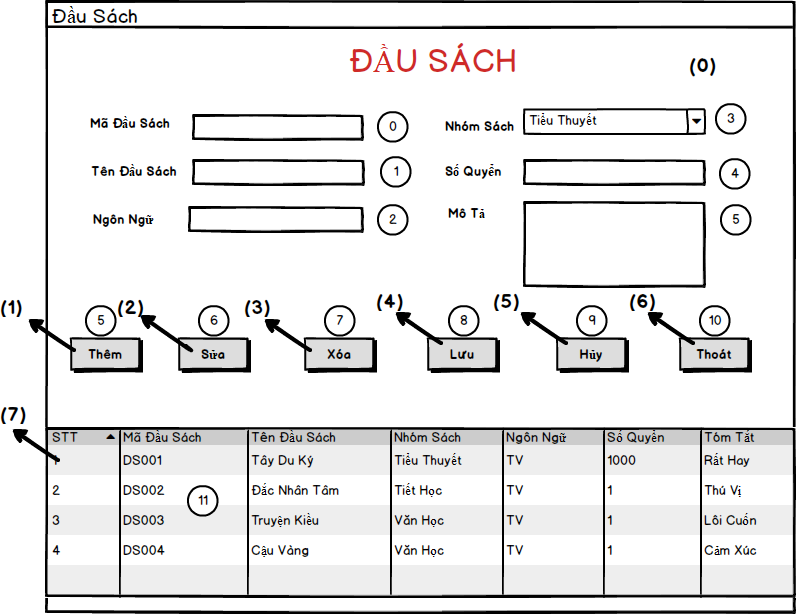 Đầu Sách
ĐẦU SÁCH
(0)
Mã Đầu Sách 0 Nhóm Sách Tiểu Thuyết 3
Tên Đầu Sách 1 Số Quyển 4
Ngôn Ngữ 2 Mô Tả 5
(1) 5 (2) 6 (3) 7 (4) 8 (5) 9 (6) 10
Thêm Sửa Xóa Lưu Hủy Thoát
(7)
STT Mã Đầu Sách Tên Đầu Sách Nhóm Sách Ngôn Ngữ Số Quyển Tóm Tắt
1 DS001 Tây Du Ký Tiểu Thuyết TV 1000 Rất Hay
2 DS002 Đắc Nhân Tâm Tiết Học TV 1 Thú Vị
11
3 DS003 Truyện Kiều Văn Học TV 1 Lôi Cuốn
4 DS004 Cậu Vàng Văn Học TV 1 Cảm Xúc